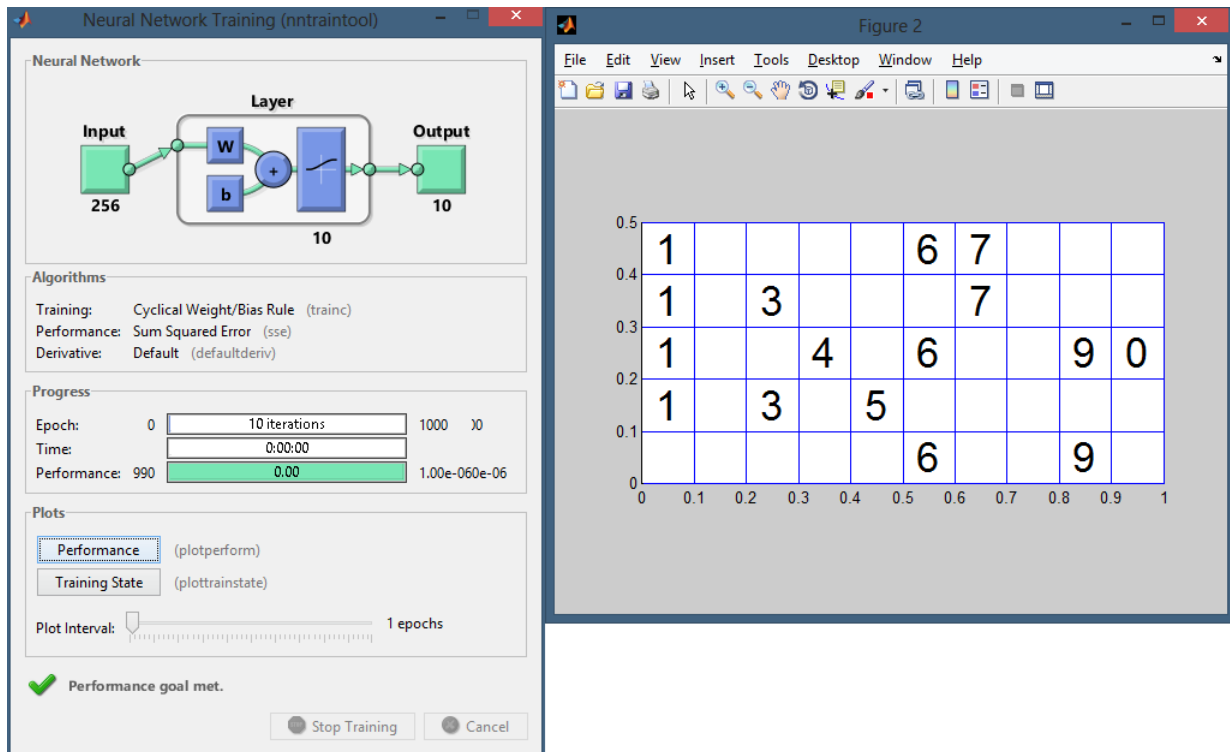 Neural Network Training (nntraintool)
Neural Network
Layer
Input
Output
W
b
+
256
10
10
Algorithms
Training: Cyclical Weight/Bias Rule (trainc)
Performance: Sum Squared Error (sse)
Derivative: Default (defaultderiv)
Progress
Epoch: 0 10 iterations 1000 )0
Time: 0:00:00
Performance: 990 0.00 1.00e-060e-06
Plots
Performance (plotperform)
Training State (plottrainstate)
Plot Interval: 1 epochs
Performance goal met.
Stop Training Cancel
Figure 2
File Edit View Insert Tools Desktop Window Help
0.5
1 6 7
0.4
1 3 7
0.3
1 4 6 9 0
0.2
1 3 5
0.1
6 9
0
0 0.1 0.2 0.3 0.4 0.5 0.6 0.7 0.8 0.9 1